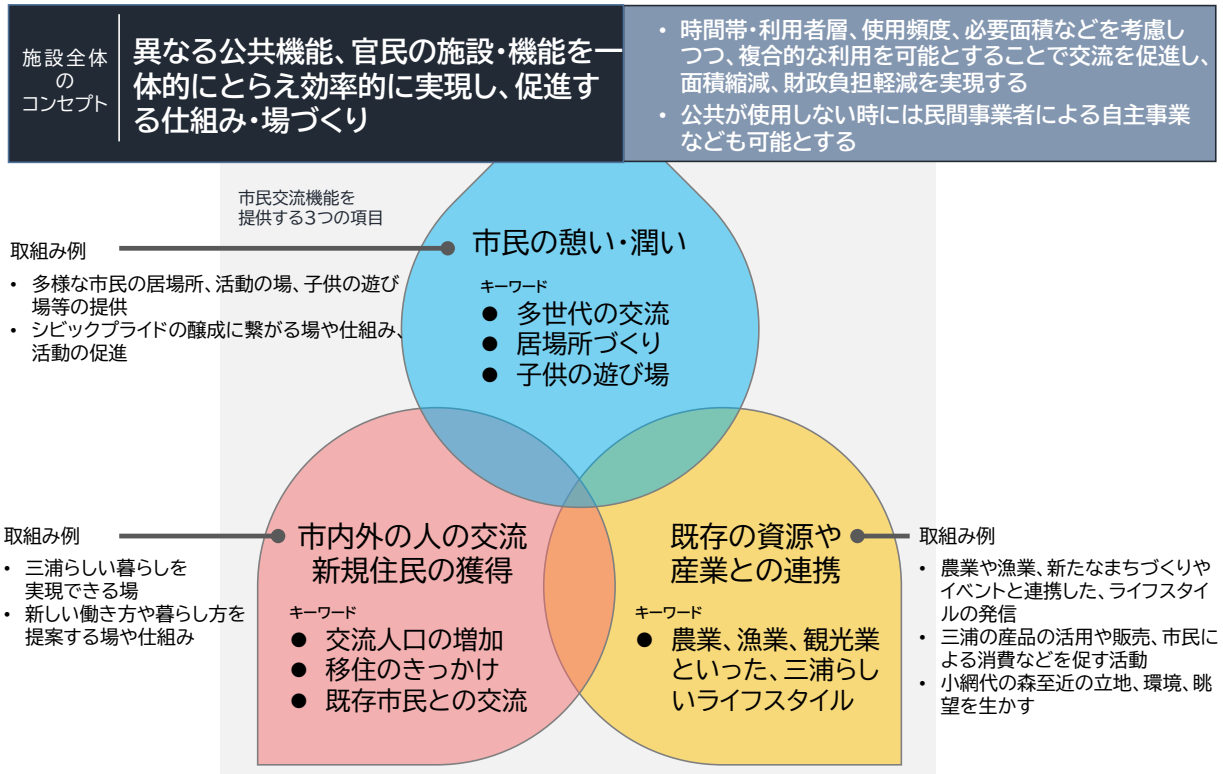 施設全体
の
コンセプト
異なる公共機能、官民の施設・機能を一
体的にとらえ効率的に実現し、促進す
る仕組み・場づくり
• 時間帯・利用者層、使用頻度、必要面積などを考慮し
つつ、複合的な利用を可能とすることで交流を促進し、
面積縮減、財政負担軽減を実現する
• 公共が使用しない時には民間事業者による自主事業
なども可能とする
市民交流機能を
提供する3つの項目
取組み例
• 多様な市民の居場所、活動の場、子供の遊び
場等の提供
• シビックプライドの醸成に繋がる場や仕組み、
活動の促進
市民の憩い・潤い
キーワード
● 多世代の交流
● 居場所づくり
● 子供の遊び場
取組み例
• 三浦らしい暮らしを
実現できる場
• 新しい働き方や暮らし方を
提案する場や仕組み
市内外の人の交流
新規住民の獲得
キーワード
● 交流人口の増加
● 移住のきっかけ
● 既存市民との交流
既存の資源や
産業との連携
キーワード
● 農業、漁業、観光業
といった、三浦らし
いライフスタイル
取組み例
• 農業や漁業、新たなまちづくりや
イベントと連携した、ライフスタイ
ルの発信
• 三浦の産品の活用や販売、市民に
よる消費などを促す活動
• 小網代の森至近の立地、環境、眺
望を生かす